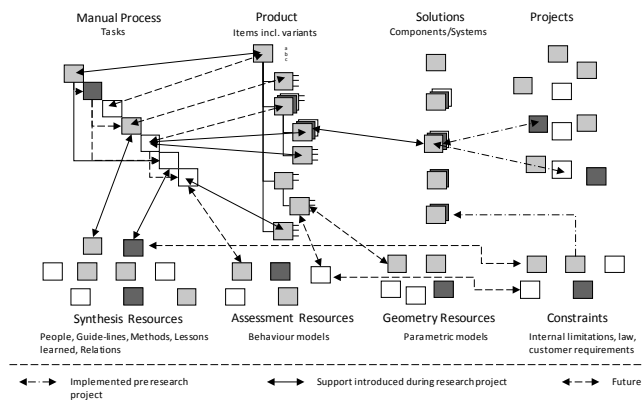 Manual Process
Tasks
Product
Items incl. variants
Solutions
Components/Systems
Projects
a
b
c
Synthesis Resources
People, Guide-lines, Methods, Lessons
learned, Relations
Assessment Resources
Behaviour models
Geometry Resources
Parametric models
Constraints
Internal limitations, law,
customer requirements
Implemented pre research
project
Support introduced during research project
Future